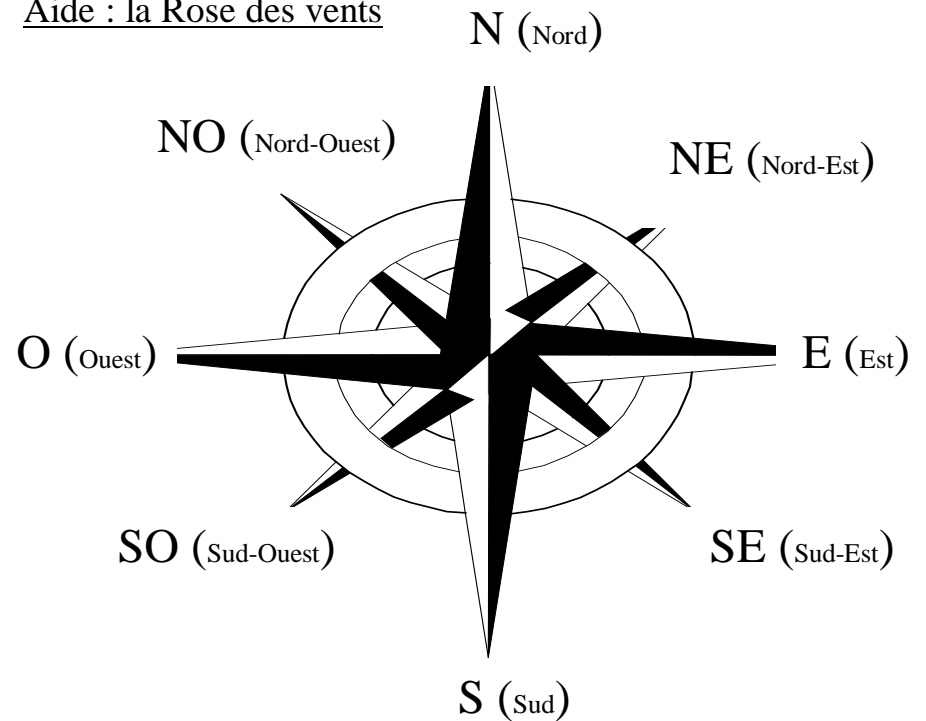 Aide : la Rose des vents
N (Nord)
NO (Nord-Ouest)
NE (Nord-Est)
O (Ouest)
E (Est)
SO (Sud-Ouest)
SE (Sud-Est)
S (Sud)